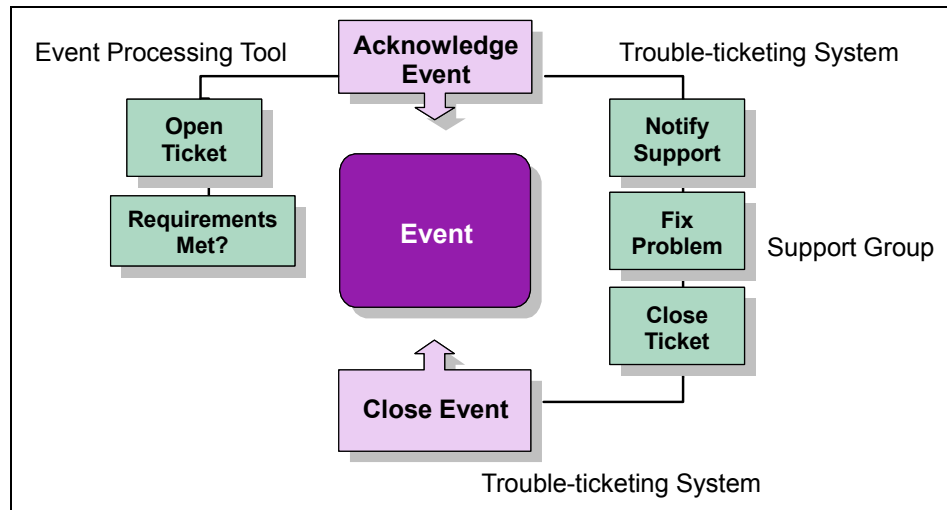 Event Processing Tool
Acknowledge
Event
Trouble-ticketing System
Open
Ticket
Notify
Support
Requirements
Met?
Event
Fix
Problem
Support Group
Close
Ticket
Close Event
Trouble-ticketing System